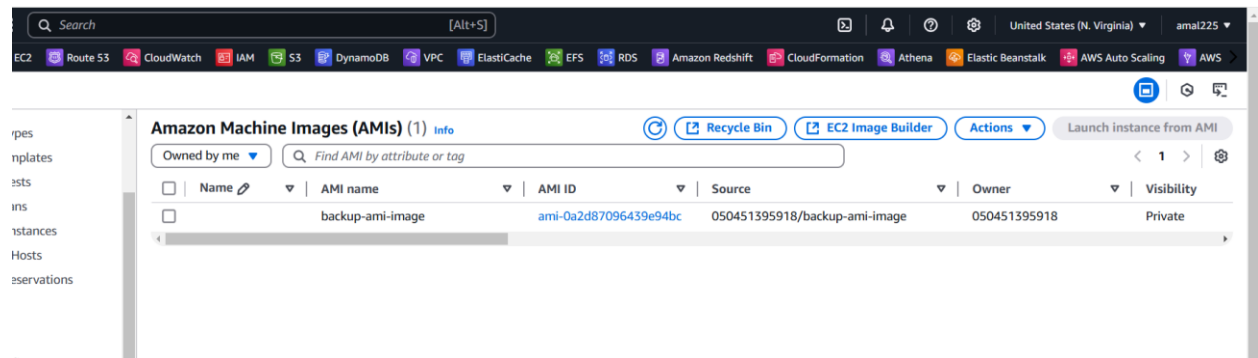 Search [Alt+S] United States (N. Virginia) amal225
EC2 Route 53 CloudWatch IAM S3 DynamoDB VPC ElastiCache EFS RDS Amazon Redshift CloudFormation Athena Elastic Beanstalk AWS Auto Scaling AWS
Amazon Machine Images (AMIs) (1) Info Recycle Bin EC2 Image Builder Actions Launch instance from AMI
Owned by me Find AMI by attribute or tag 1
Name AMI name AMI ID Source Owner Visibility
backup-ami-image ami-0a2d87096439e94bc 050451395918/backup-ami-image 050451395918 Private
ypes
nplates
ests
ins
nstances
Hosts
eservations